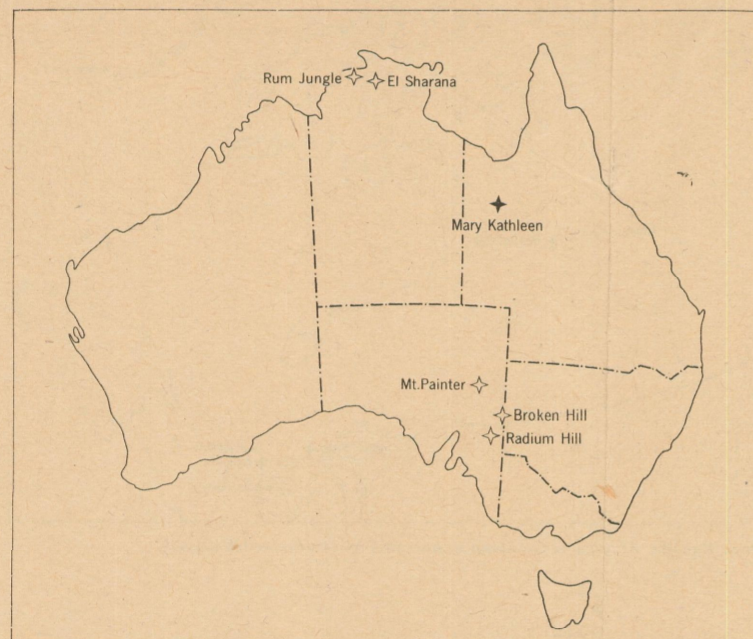 Rum Jungle
El Sharana
Mary Kathleen
Mt.Painter
Broken Hill
Radium Hill